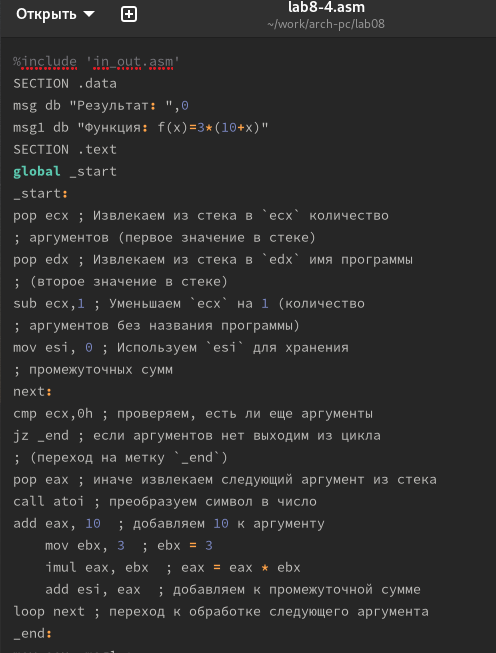 Открыть
lab8-4.asm
~/work/arch-pc/lab08
%include 'in_out.asm'
SECTION .data
msg db "Результат: ",0
msg1 db "Функция: f(x)=3*(10+x)"
SECTION .text
global _start
_start:
pop ecx ; Извлекаем из стека в `ecx` количество
; аргументов (первое значение в стеке)
pop edx ; Извлекаем из стека в `edx` имя программы
; (второе значение в стеке)
sub ecx,1 ; Уменьшаем `ecx` на 1 (количество
; аргументов без названия программы)
mov esi, 0 ; Используем `esi` для хранения
; промежуточных сумм
next:
cmp ecx,0h ; проверяем, есть ли еще аргументы
jz _end ; если аргументов нет выходим из цикла
; (переход на метку `_end`)
pop eax ; иначе извлекаем следующий аргумент из стека
call atoi ; преобразуем символ в число
add eax, 10  ; добавляем 10 к аргументу
    mov ebx, 3  ; ebx = 3
    imul eax, ebx  ; eax = eax * ebx
    add esi, eax  ; добавляем к промежуточной сумме
loop next ; переход к обработке следующего аргумента
_end: